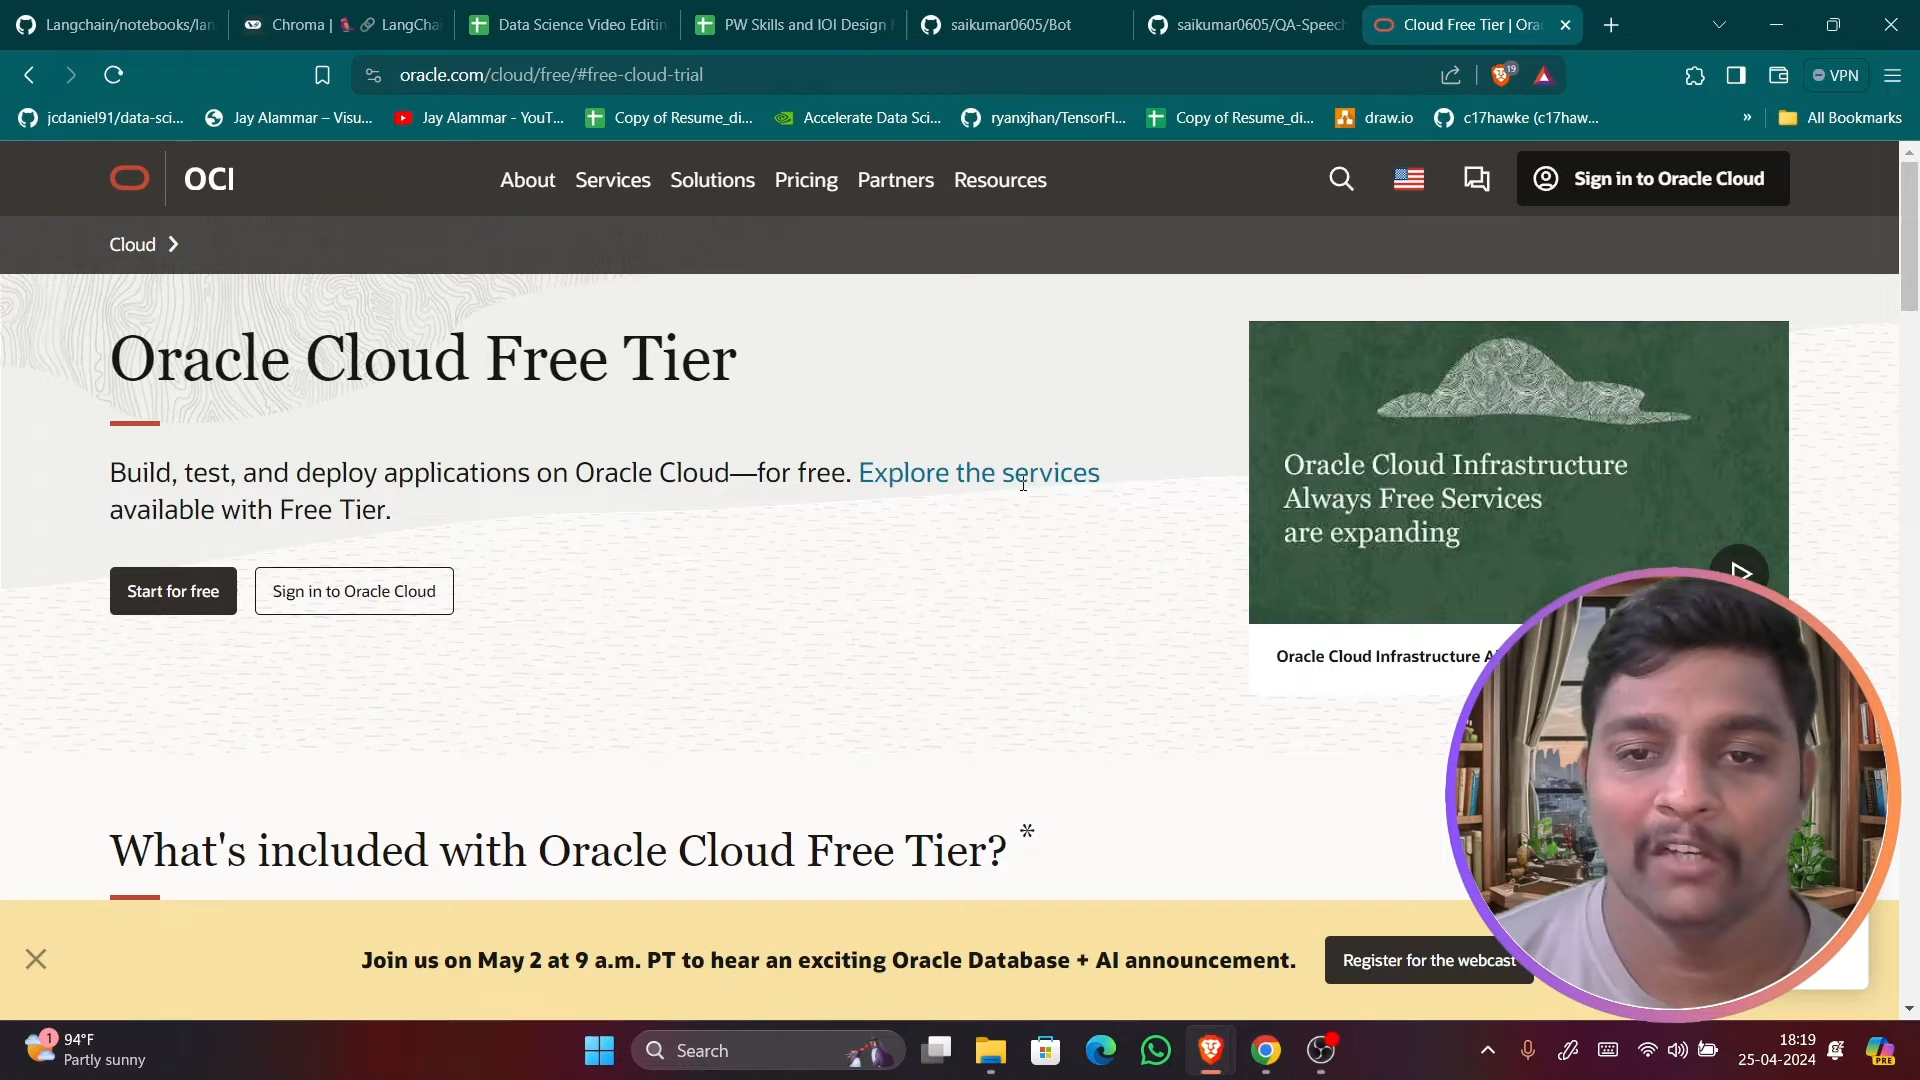 Langchain/notebooks/lan
Chroma | LangChai
Data Science Video Editin
PW Skills and IOI Design
saikumar0605/Bot
saikumar0605/QA-Speech
Cloud Free Tier | Ora
oracle.com/cloud/free/#free-cloud-trial
19
VPN
jcdaniel91/data-sci...
Jay Alammar – Visu...
Jay Alammar - YouT...
Copy of Resume_di...
Accelerate Data Sci...
ryanxjhan/TensorFl...
Copy of Resume_di...
draw.io
c17hawke (c17haw...
»
All Bookmarks
OCI
About
Services
Solutions
Pricing
Partners
Resources
Sign in to Oracle Cloud
Cloud
Oracle Cloud Free Tier
Build, test, and deploy applications on Oracle Cloud—for free. Explore the services
available with Free Tier.
Start for free
Sign in to Oracle Cloud
Oracle Cloud Infrastructure
Always Free Services
are expanding
Oracle Cloud Infrastructure A
What's included with Oracle Cloud Free Tier? *
Join us on May 2 at 9 a.m. PT to hear an exciting Oracle Database + AI announcement.
Register for the webcast
1
94°F
Partly sunny
Search
18:19
25-04-2024
PRE